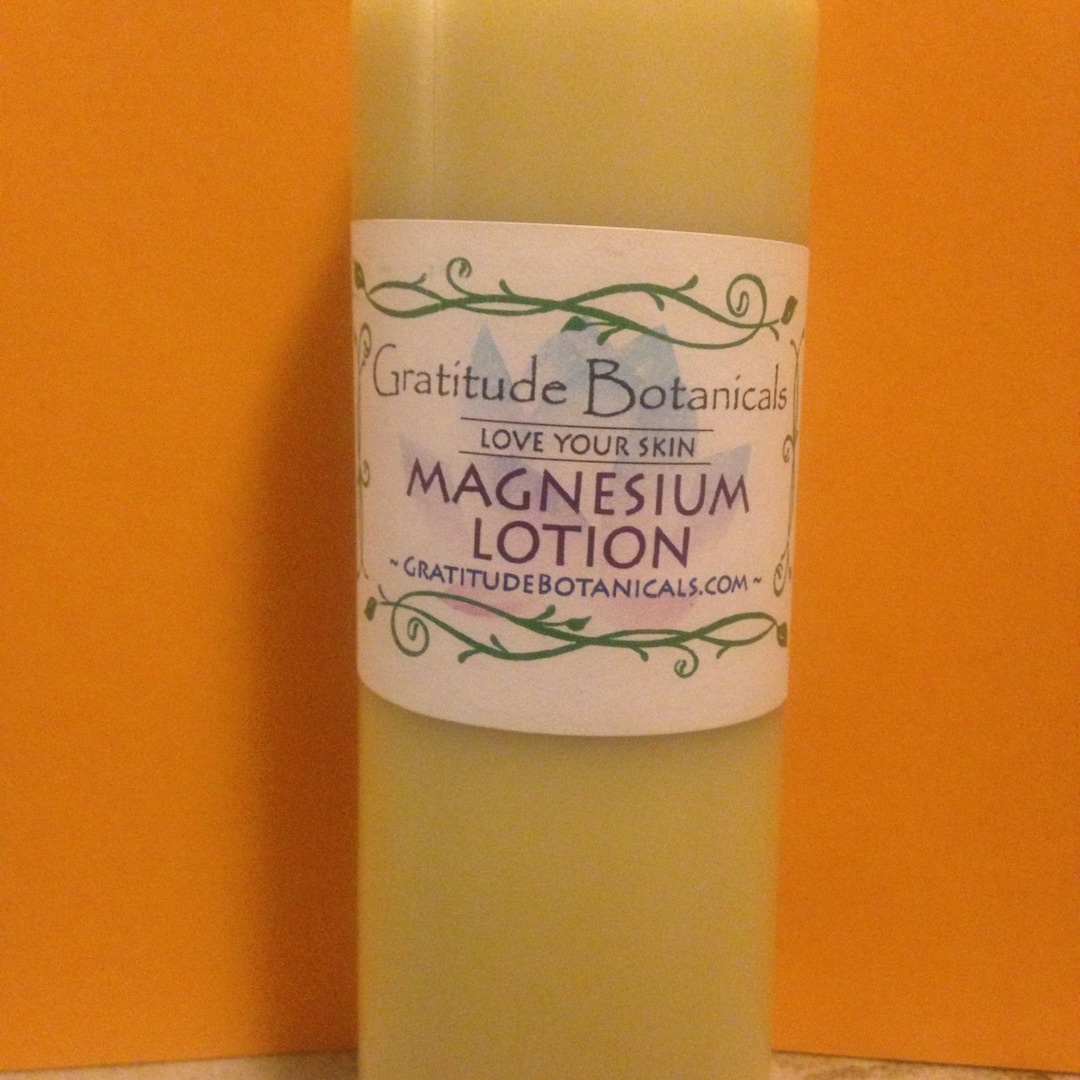 Gratitude Botanicals
LOVE YOUR SKIN
MAGNESIUM
LOTION
~ GRATITUDEBOTANICALS.COM ~